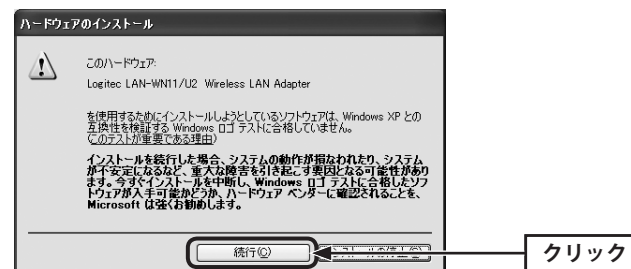 ハードウェアのインストール
このハードウェア:
Logitec LAN-WN11/U2 Wireless LAN Adapter
を使用するためにインストールしようとしているソフトウェアは、Windows XP との
互換性を検証する Windows ロゴ テストに合格していません。
(このテストが重要である理由)
インストールを続行した場合、システムの動作が損なわれたり、システム
が不安定になるなど、重大な障害を引き起こす要因となる可能性があり
ます。今すぐインストールを中断し、Windows ロゴ テストに合格したソフ
トウェアが入手可能かどうか、ハードウェア ベンダーに確認されることを、
Microsoft は強くお勧めします。
続行(C)
クリック